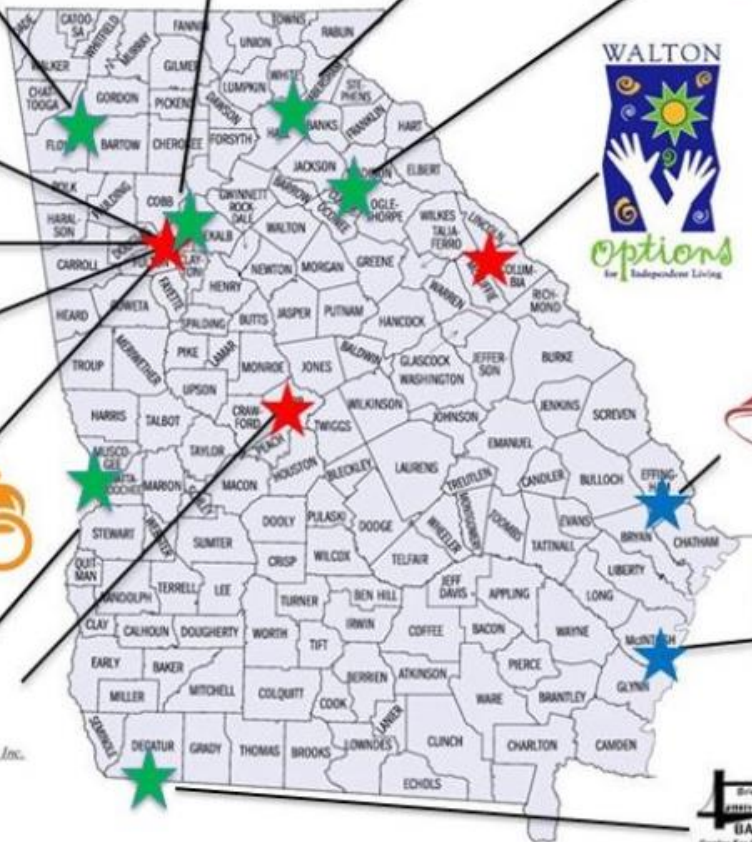 CATOO-
SA
WHITFIELD
MURRAY
FANNIN
TOWNS
RABUN
UNION
WALKER
GILMER
LUMPKIN
WHITE
STE-
PHENS
CHAT-
TOOGA
GORDON
PICKENS
DAWSON
BANKS
FRANKLIN
HART
FLOY
BARTOW
CHEROKEE
FORSYTH
JACKSON
ELBERT
POLK
PAULDING
COBB
GWINNETT
BARROW
OCONEE
OGLE-
THORPE
WILKES
LINCOLN
HARAL-
SON
ROCK-
DALE
WALTON
TALIA-
FERRO
CARROLL
CLAY-
TON
NEWTON
MORGAN
GREENE
COLUM-
BIA
HENRY
FAYETTE
WARREN
RICH-
MOND
HEARD
SPALDING
BUTTS
JASPER
PUTNAM
HANCOCK
TROUP
MERIWETHER
PIKE
LAMAR
MONROE
JONES
BALDWIN
GLASCOCK
WASHINGTON
JEFFER-
SON
BURKE
UPSON
HARRIS
TALBOT
CRAW-
FORD
TWIGGS
WILKINSON
JOHNSON
JENKINS
SCREVEN
MUSCO-
GEE
TAYLOR
PEACH
HOUSTON
BLECKLEY
LAURENS
EMANUEL
TREUTLEN
CANDLER
BULLOCH
EFFING-
MARION
MACON
DOOLY
PULASKI
DODGE
WHEELER
MONTGOMERY
TOOMBS
EVANS
BRYAN
CHATHAM
STEWART
WEBSTER
SUMTER
CRISP
WILCOX
TELFAIR
TATTNALL
LIBERTY
QUIT-
MAN
TERRELL
LEE
TURNER
BEN HILL
JEFF
DAVIS
APPLING
LONG
CLAY
CALHOUN
DOUGHERTY
WORTH
TIFT
IRWIN
COFFEE
BACON
WAYNE
EARLY
BAKER
MITCHELL
COLQUITT
BERRIEN
ATKINSON
PIERCE
MILLER
COOK
LANIER
WARE
BRANTLEY
GLYNN
SEMINOLE
DECATUR
GRADY
THOMAS
BROOKS
LOWNDES
CLINCH
CHARLTON
CAMDEN
ECHOLS
WALTON
Options
for Independent Living
Inc.
BA